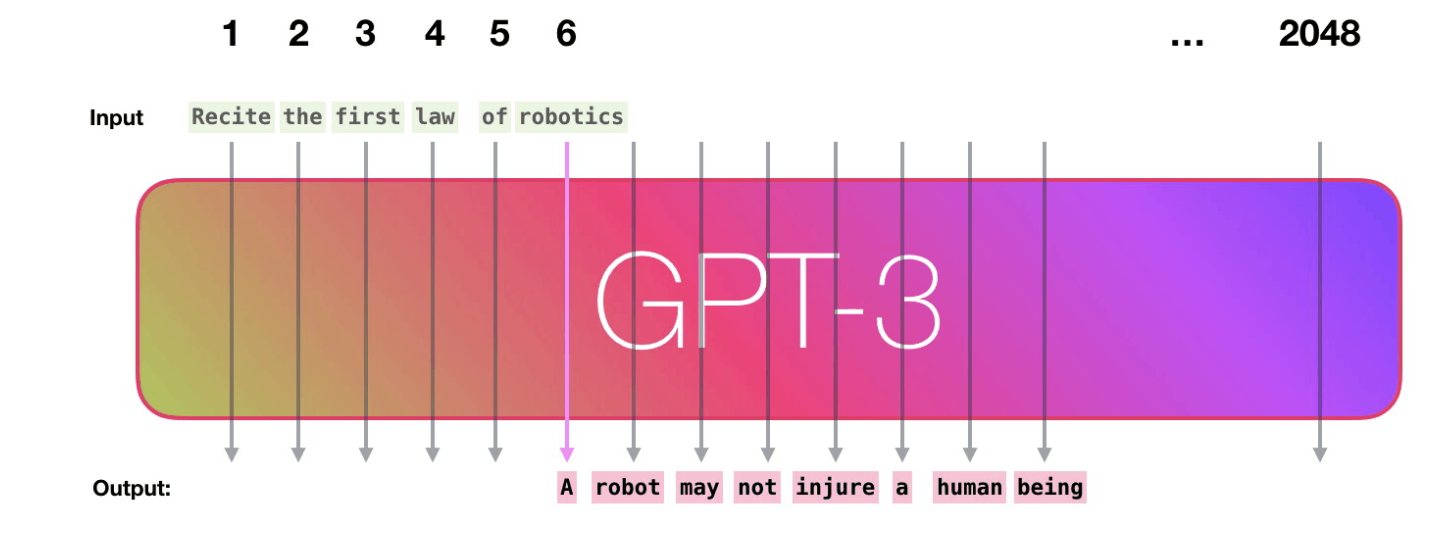 1 2 3 4 5 6 ... 2048
Input Recite the first law of robotics
GPT-3
Output: A robot may not injure a human being